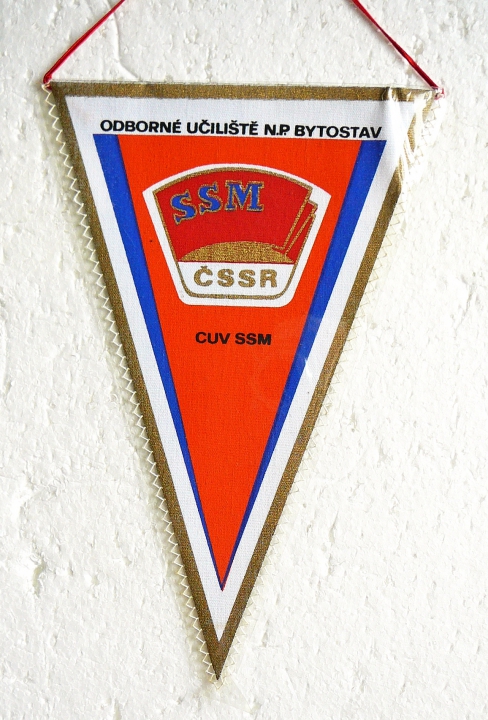 ODBORNÉ UČILIŠTĚ N.P. BYTOSTAV
SSM
ČSSR
CUV SSM